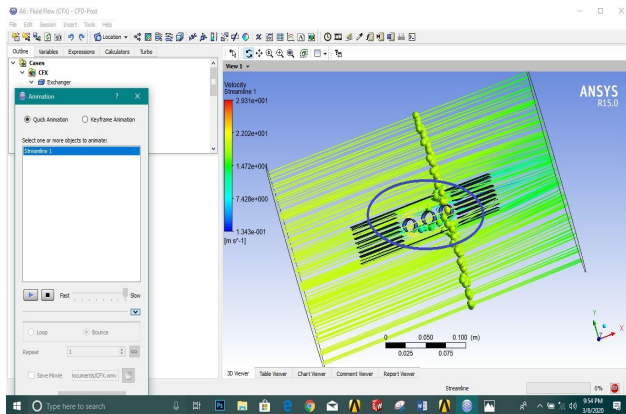 A6: Fluid Flow (CFX) - CFD-Post
File Edit Session Insert Tools Help
Location
Outline Variables Expressions Calculators Turbo
Cases
CFX
Exchanger
Animation ? X
Quick Animation Keyframe Animation
Select one or more objects to animate:
Streamline 1
Fast Slow
Loop Bounce
Repeat 1
Save Movie ocuments/CFX.wmv
View 1
Velocity
Streamline 1
2.931e+001
2.202e+001
1.472e+001
7.428e+000
1.343e-001
[m s^-1]
ANSYS
R15.0
0 0.050 0.100 (m)
0.025 0.075
Y
X
3D Viewer Table Viewer Chart Viewer Comment Viewer Report Viewer
Streamline
0%
Type here to search
9:54 PM
3/6/2020